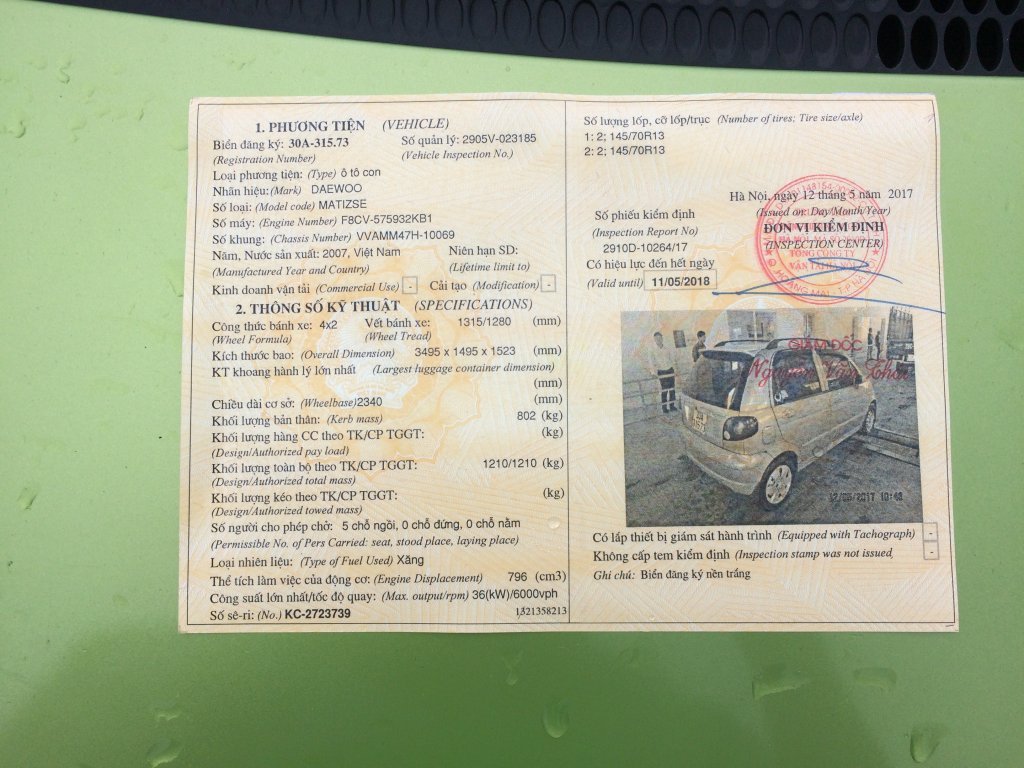 1. PHƯƠNG TIỆN (VEHICLE)
Biển đăng ký: 30A-315.73 Số quản lý: 2905V-023185
(Registration Number) (Vehicle Inspection No.)
Loại phương tiện: (Type) ô tô con
Nhãn hiệu: (Mark) DAEWOO
Số loại: (Model code) MATIZSE
Số máy: (Engine Number) F8CV-575932KB1
Số khung: (Chassis Number) VVAMM47H-10069
Năm, Nước sản xuất: 2007, Việt Nam Niên hạn SD:
(Manufactured Year and Country) (Lifetime limit to)
Kinh doanh vận tải (Commercial Use) - Cải tạo (Modification) -
2. THÔNG SỐ KỸ THUẬT (SPECIFICATIONS)
Công thức bánh xe: 4x2 Vết bánh xe: 1315/1280 (mm)
(Wheel Formula) (Wheel Tread)
Kích thước bao: (Overall Dimension) 3495 x 1495 x 1523 (mm)
KT khoang hành lý lớn nhất (Largest luggage container dimension)
(mm)
Chiều dài cơ sở: (Wheelbase)2340 (mm)
Khối lượng bản thân: (Kerb mass) 802 (kg)
Khối lượng hàng CC theo TK/CP TGGT: (kg)
(Design/Authorized pay load)
Khối lượng toàn bộ theo TK/CP TGGT: 1210/1210 (kg)
(Design/Authorized total mass)
Khối lượng kéo theo TK/CP TGGT: (kg)
(Design/Authorized towed mass)
Số người cho phép chở: 5 chỗ ngồi, 0 chỗ đứng, 0 chỗ nằm
(Permissible No. of Pers Carried: seat, stood place, laying place)
Loại nhiên liệu: (Type of Fuel Used) Xăng
Thể tích làm việc của động cơ: (Engine Displacement) 796 (cm3)
Công suất lớn nhất/tốc độ quay: (Max. output/rpm) 36(kW)/6000vph
Số sê-ri: (No.) KC-2723739 1321358213
Số lượng lốp, cỡ lốp/trục (Number of tires; Tire size/axle)
1: 2; 145/70R13
2: 2; 145/70R13
Hà Nội, ngày 12 tháng 5 năm 2017
(Issued on: Day/Month/Year)
ĐƠN VỊ KIỂM ĐỊNH
(INSPECTION CENTER)
TỔNG CÔNG TY
VẬN TẢI HÀ NỘI
Q. HOÀNG MAI - T.P HÀ NỘI
Số phiếu kiểm định
(Inspection Report No)
2910D-10264/17
Có hiệu lực đến hết ngày
(Valid until) 11/05/2018
GIÁM ĐỐC
Nguyễn Văn
12/05/2017 10:43
Có lắp thiết bị giám sát hành trình (Equipped with Tachograph) -
Không cấp tem kiểm định (Inspection stamp was not issued -
Ghi chú: Biển đăng ký nền trắng